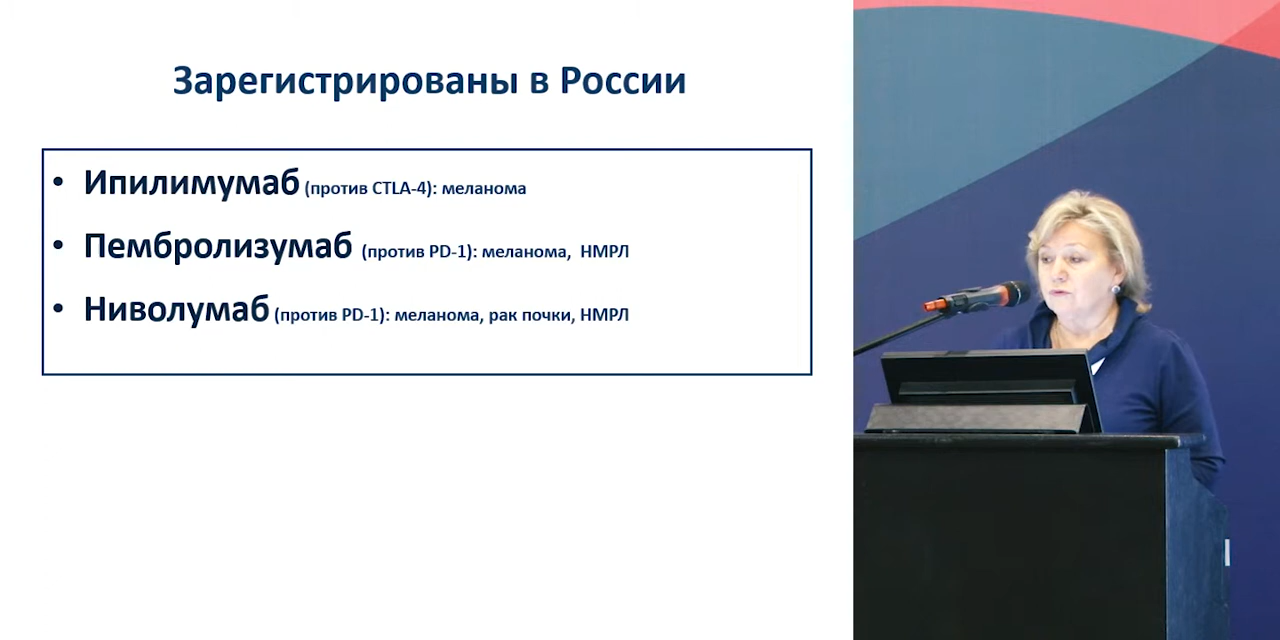 Зарегистрированы в России
• Ипилимумаб (против CTLA-4): меланома
• Пембролизумаб (против PD-1): меланома, НМРЛ
• Ниволумаб (против PD-1): меланома, рак почки, НМРЛ